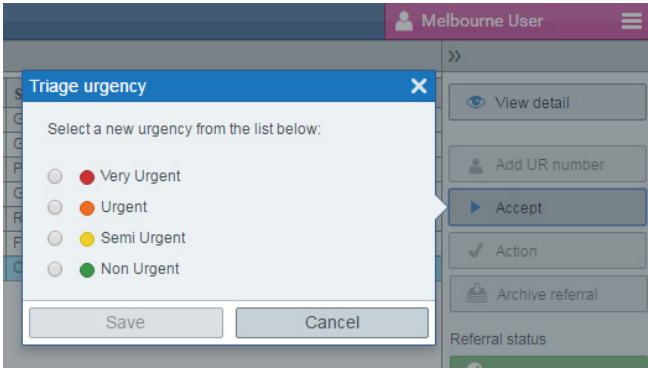 Melbourne User
»
Triage urgency
Select a new urgency from the list below:
Very Urgent
Urgent
Semi Urgent
Non Urgent
Save
Cancel
View detail
Add UR number
Accept
Action
Archive referral
Referral status
S
G
G
P
G
R
F
C